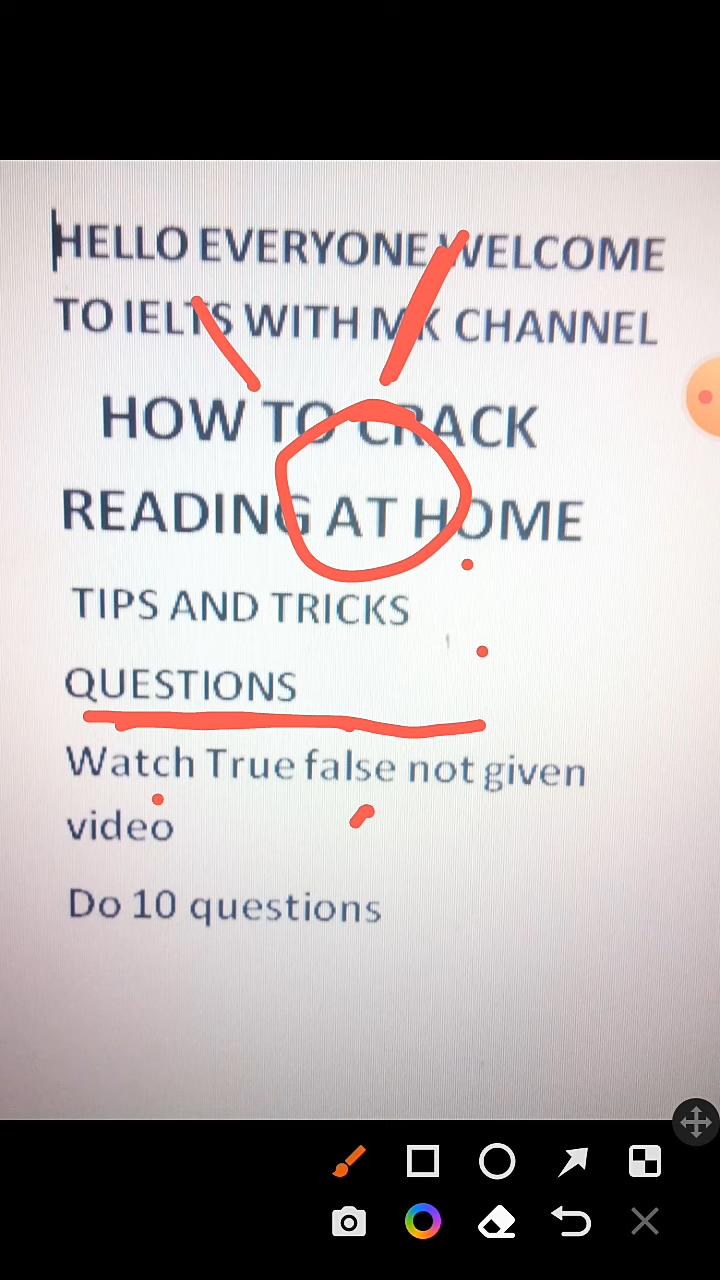 HELLO EVERYONE WELCOME
TO IELTS WITH MK CHANNEL
HOW TO CRACK
READING AT HOME
TIPS AND TRICKS
QUESTIONS
Watch True false not given
video
Do 10 questions